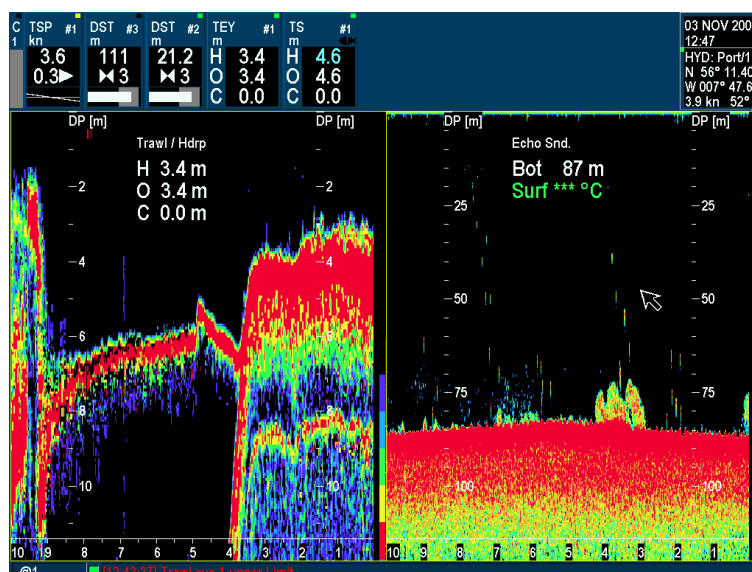 C TSP #1 DST #3 DST #2 TEY #1 TS #1
1 kn m m m m
3.6 111 21.2 H 3.4 H 4.6
0.3 3 3 O 3.4 O 4.6
C 0.0 C 0.0
03 NOV 200
12:47
HYD: Port/1
N 56° 11.40
W 007° 47.6
3.9 kn 52°
DP [m] DP [m] DP [m] DP [m]
Trawl / Hdrp
H 3.4 m
O 3.4 m
C 0.0 m
Echo Snd.
Bot 87 m
Surf *** °C
-2 -2 -25 -25
-4 -4 -50 -50
-6 -6 -75 -75
-8 -8
-10 -10 -100 -100
10 9 8 7 6 5 4 3 2 1
10 9 8 7 6 5 4 3 2 1
@1